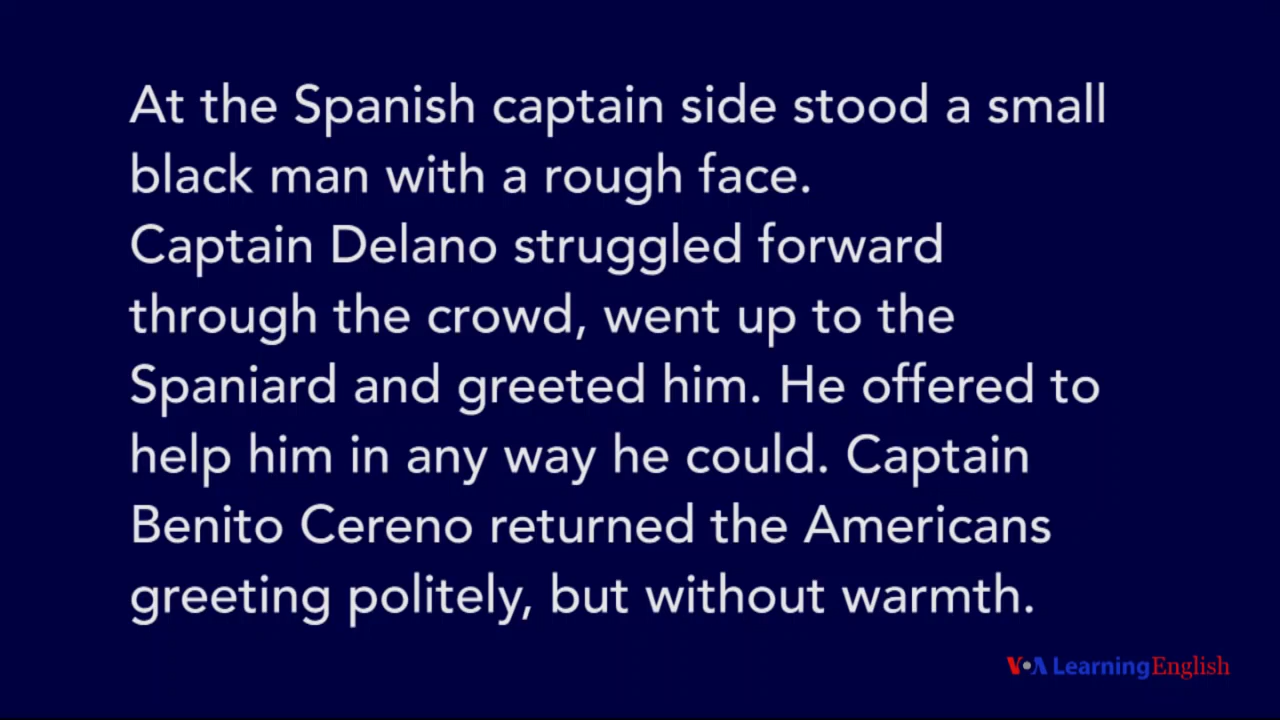 At the Spanish captain side stood a small
black man with a rough face.
Captain Delano struggled forward
through the crowd, went up to the
Spaniard and greeted him. He offered to
help him in any way he could. Captain
Benito Cereno returned the Americans
greeting politely, but without warmth.
VOA Learning English